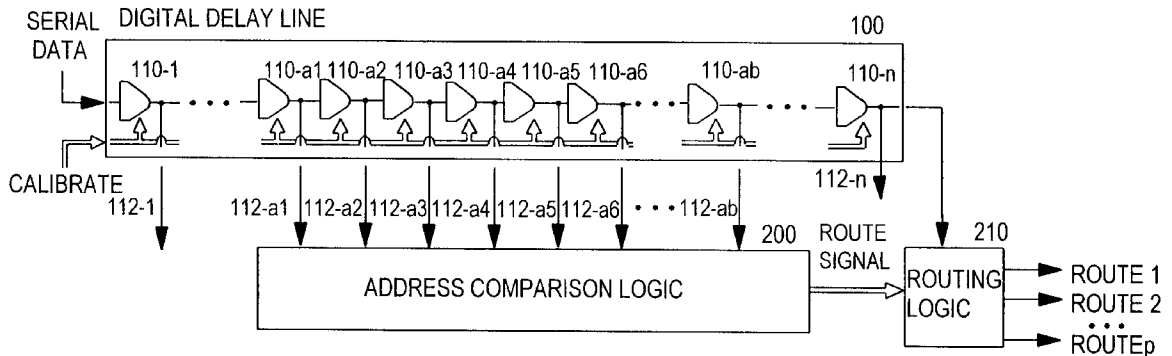 SERIAL DATA
DIGITAL DELAY LINE
100
110-1
110-a1 110-a2 110-a3 110-a4 110-a5 110-a6
110-ab
110-n
CALIBRATE
112-1
112-a1 112-a2 112-a3 112-a4 112-a5 112-a6 ••• 112-ab
112-n
200
ADDRESS COMPARISON LOGIC
ROUTE SIGNAL
210
ROUTING LOGIC
ROUTE 1
ROUTE 2
•••
ROUTEp